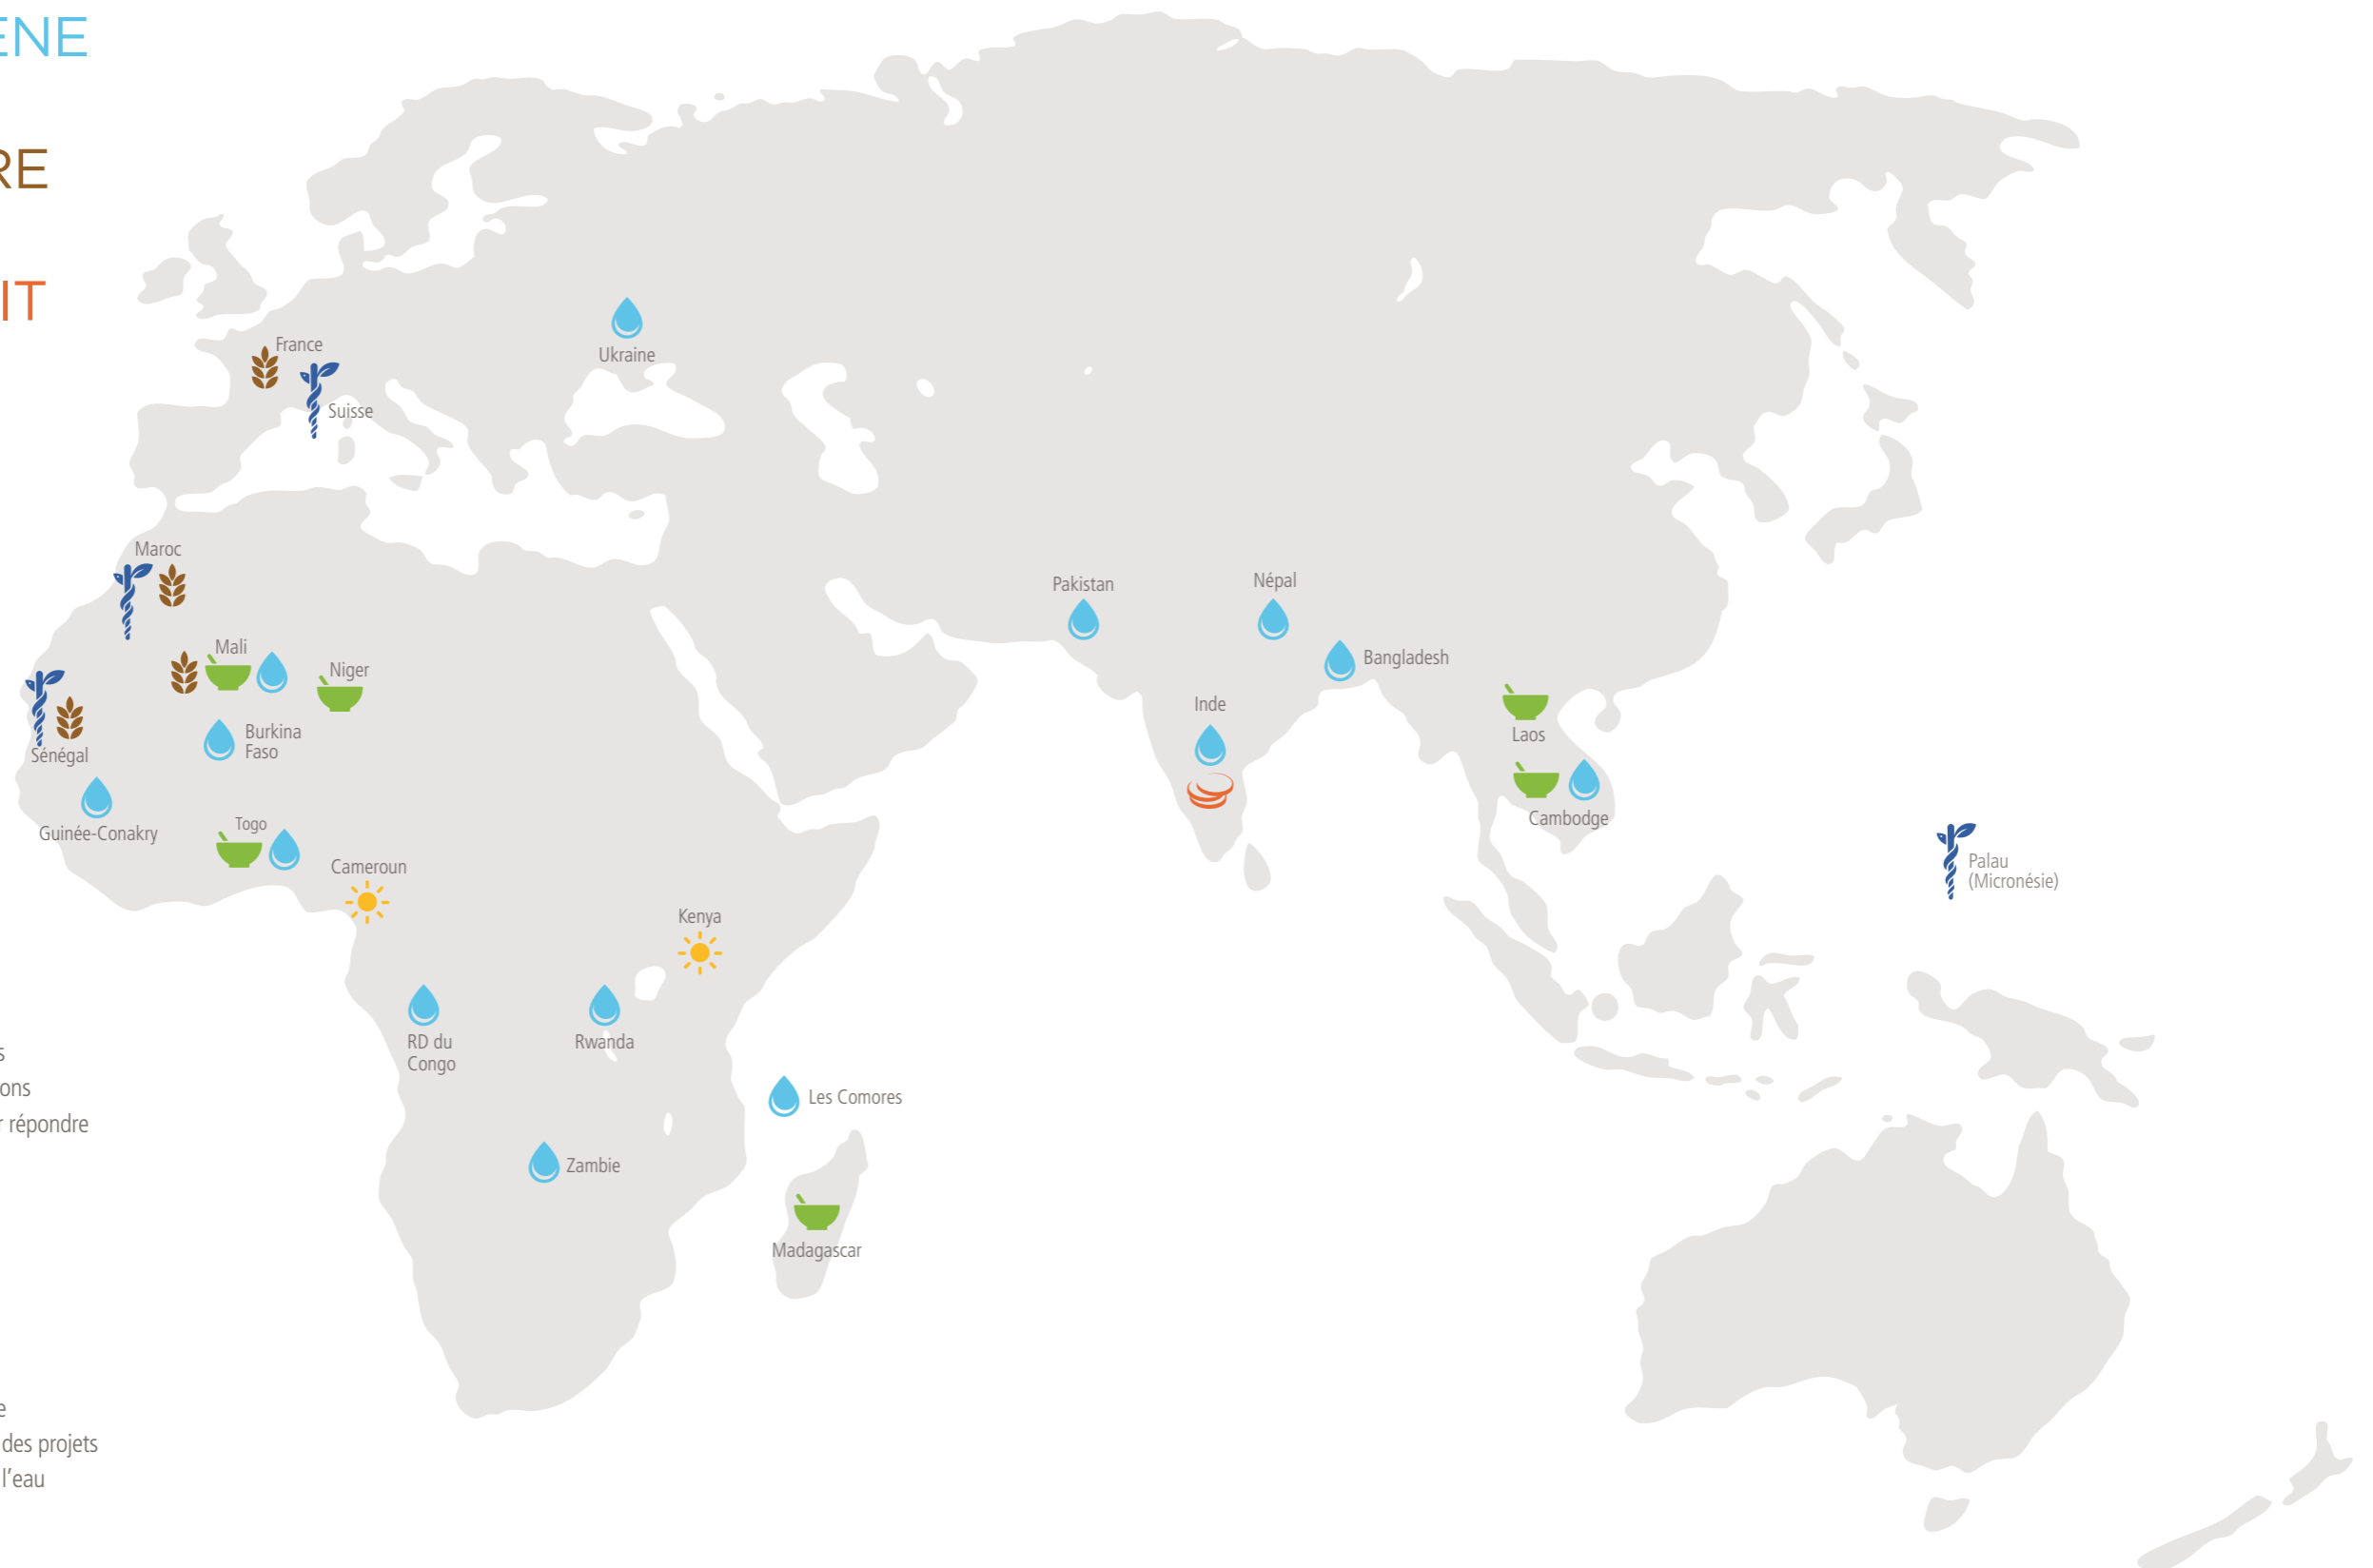 ENE
RE
IT
France
Suisse
Ukraine
Maroc
Mali
Niger
Sénégal
Burkina
Faso
Guinée-Conakry
Togo
Cameroun
Kenya
RD du
Congo
Rwanda
Les Comores
Zambie
Madagascar
Pakistan
Népal
Bangladesh
Inde
Laos
Cambodge
Palau
(Micronésie)
s
ons
r répondre
e
des projets
l'eau